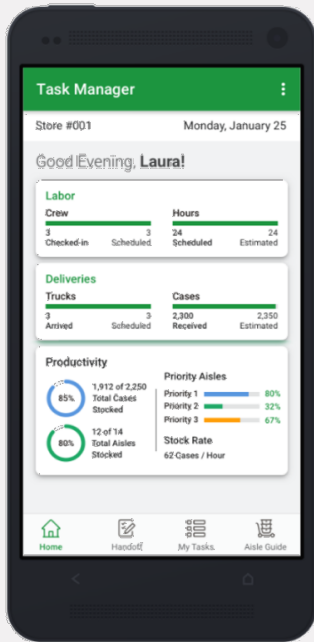 Task Manager
Store #001 Monday, January 25
Good Evening, Laura!
Labor
Crew Hours
3 3 24 24
Checked-in Scheduled Scheduled Estimated
Deliveries
Trucks Cases
3 3 2,300 2,350
Arrived Scheduled Received Estimated
Productivity
85%
1,912 of 2,250
Total Cases
Stocked
80%
12 of 14
Total Aisles
Stocked
Priority Aisles
Priority 1 80%
Priority 2 32%
Priority 3 67%
Stock Rate
62 Cases / Hour
Home Handoff My Tasks Aisle Guide